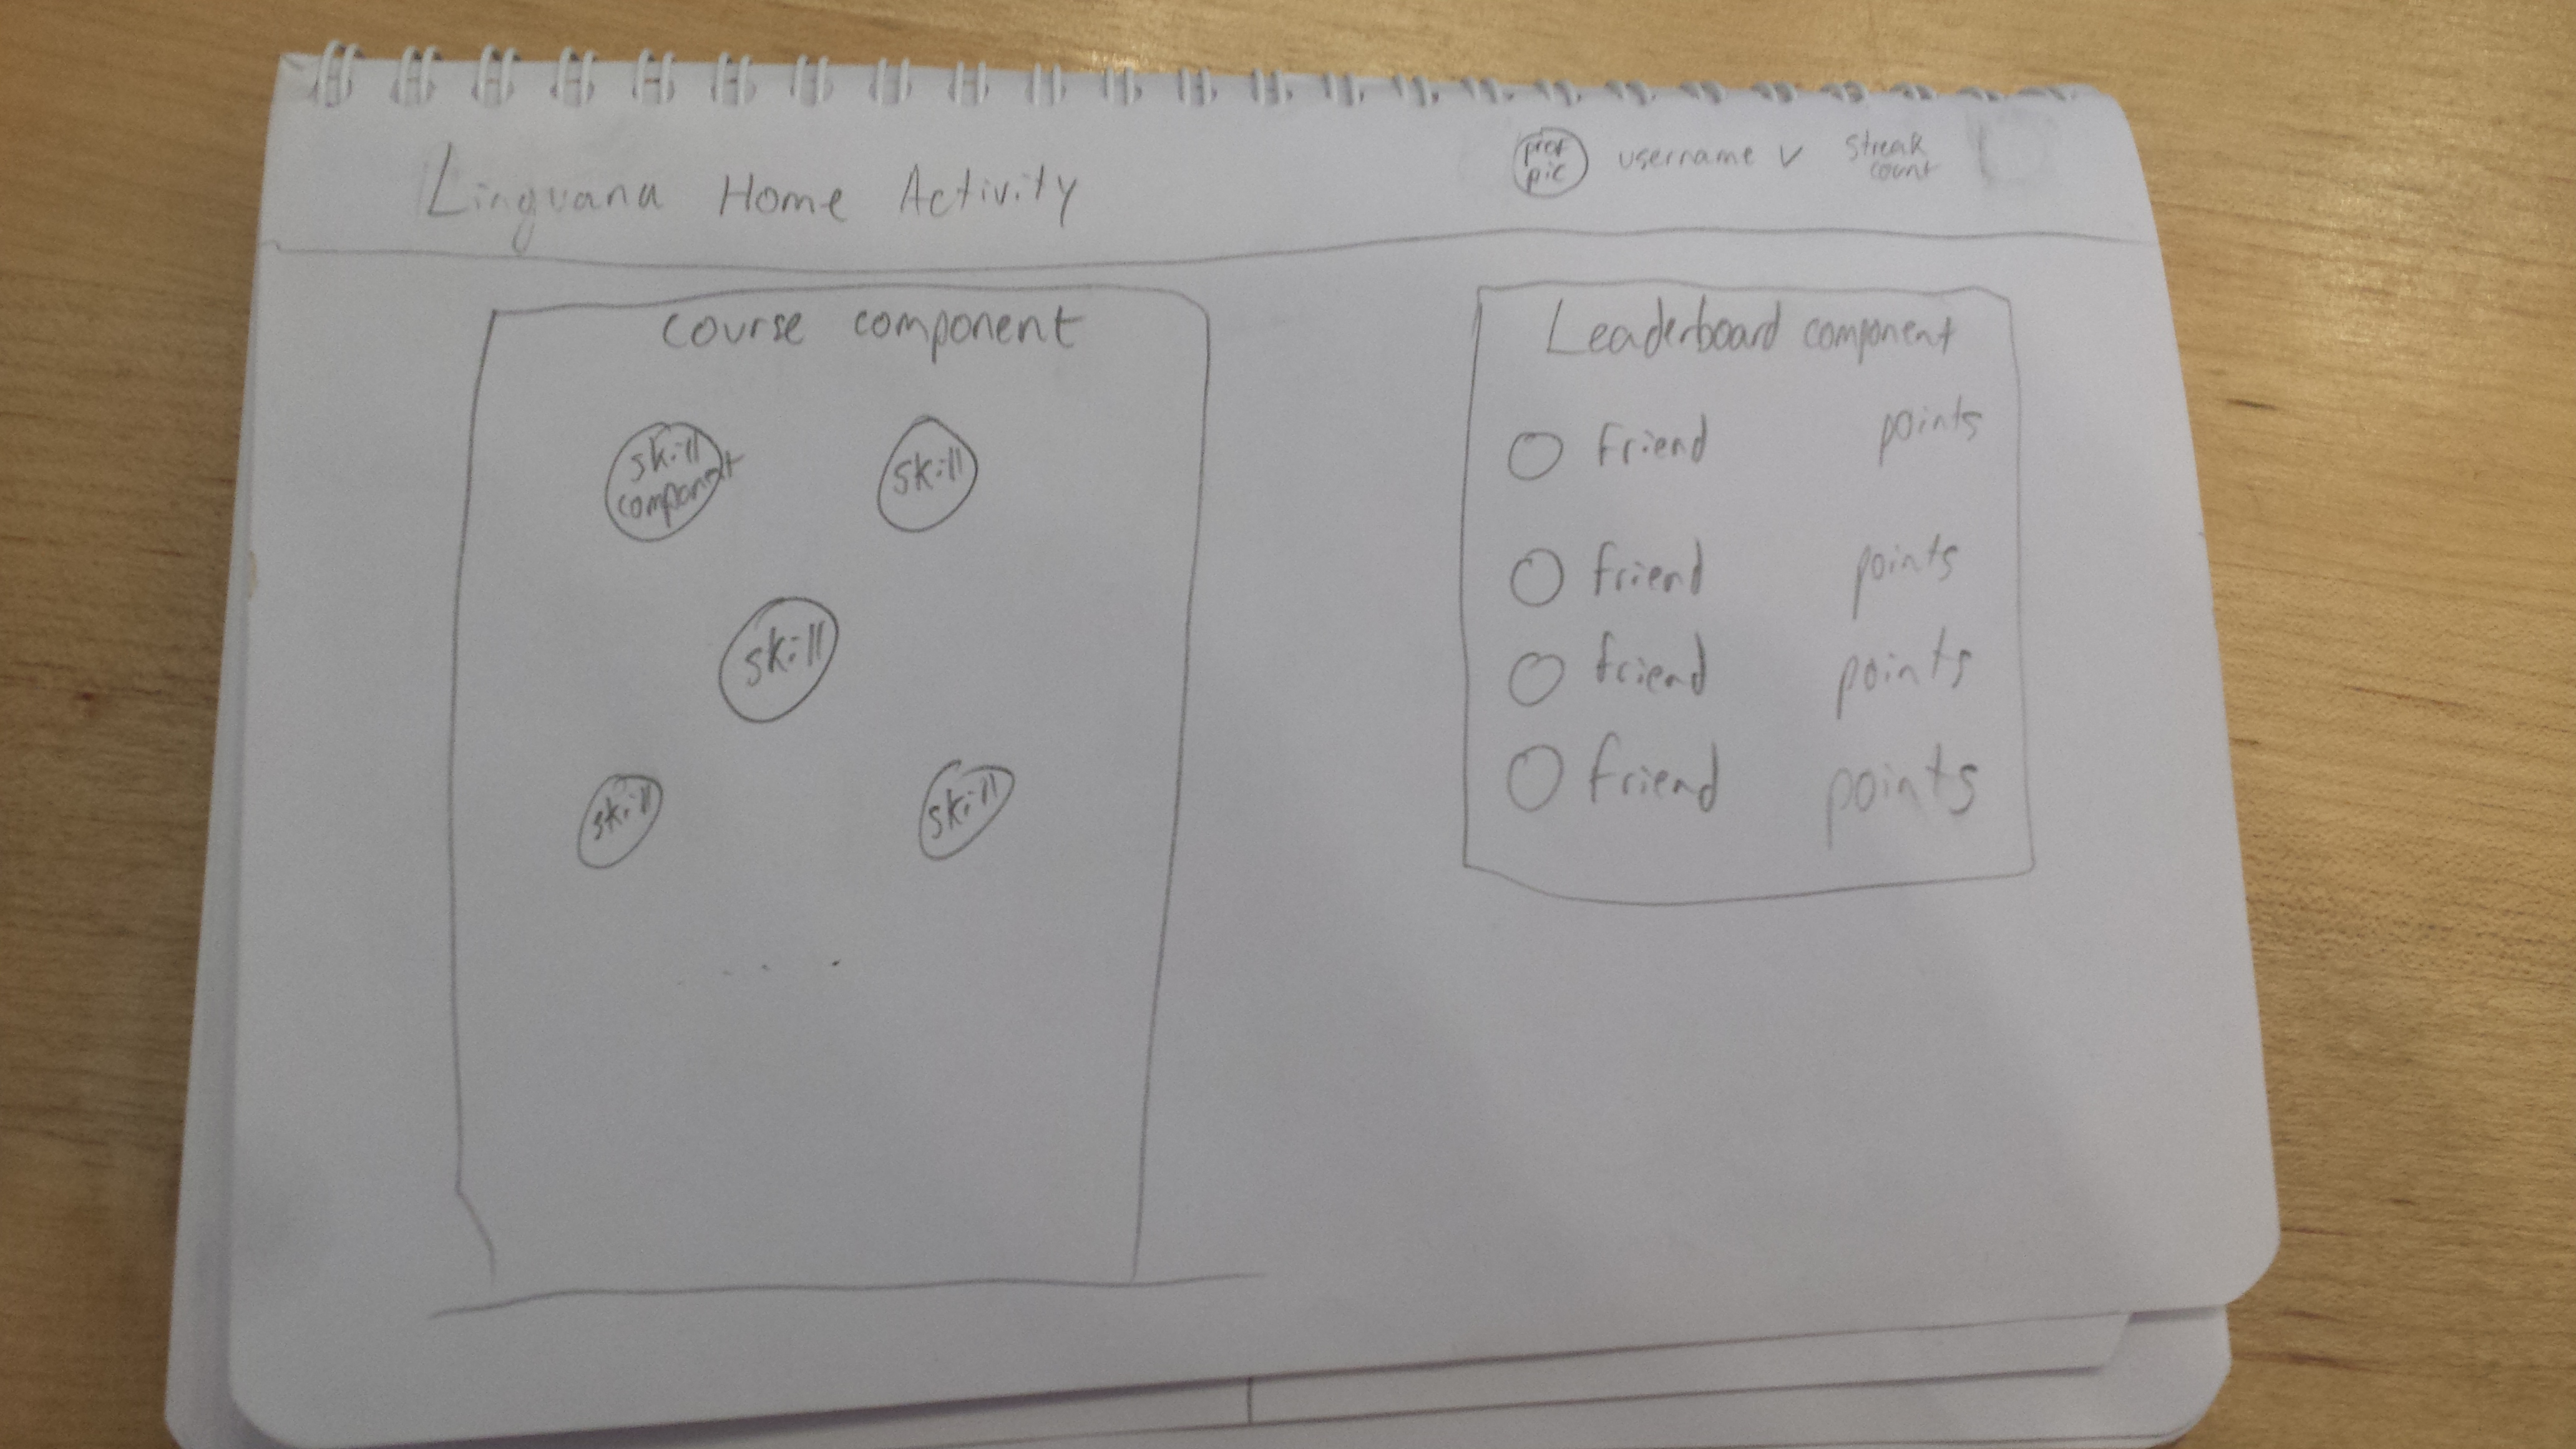 Linguana Home Activity
prof
pic
username v
streak
count
course component
skill
component
skill
skill
skill
skill
....
Leaderboard component
friend points
friend points
friend points
friend points